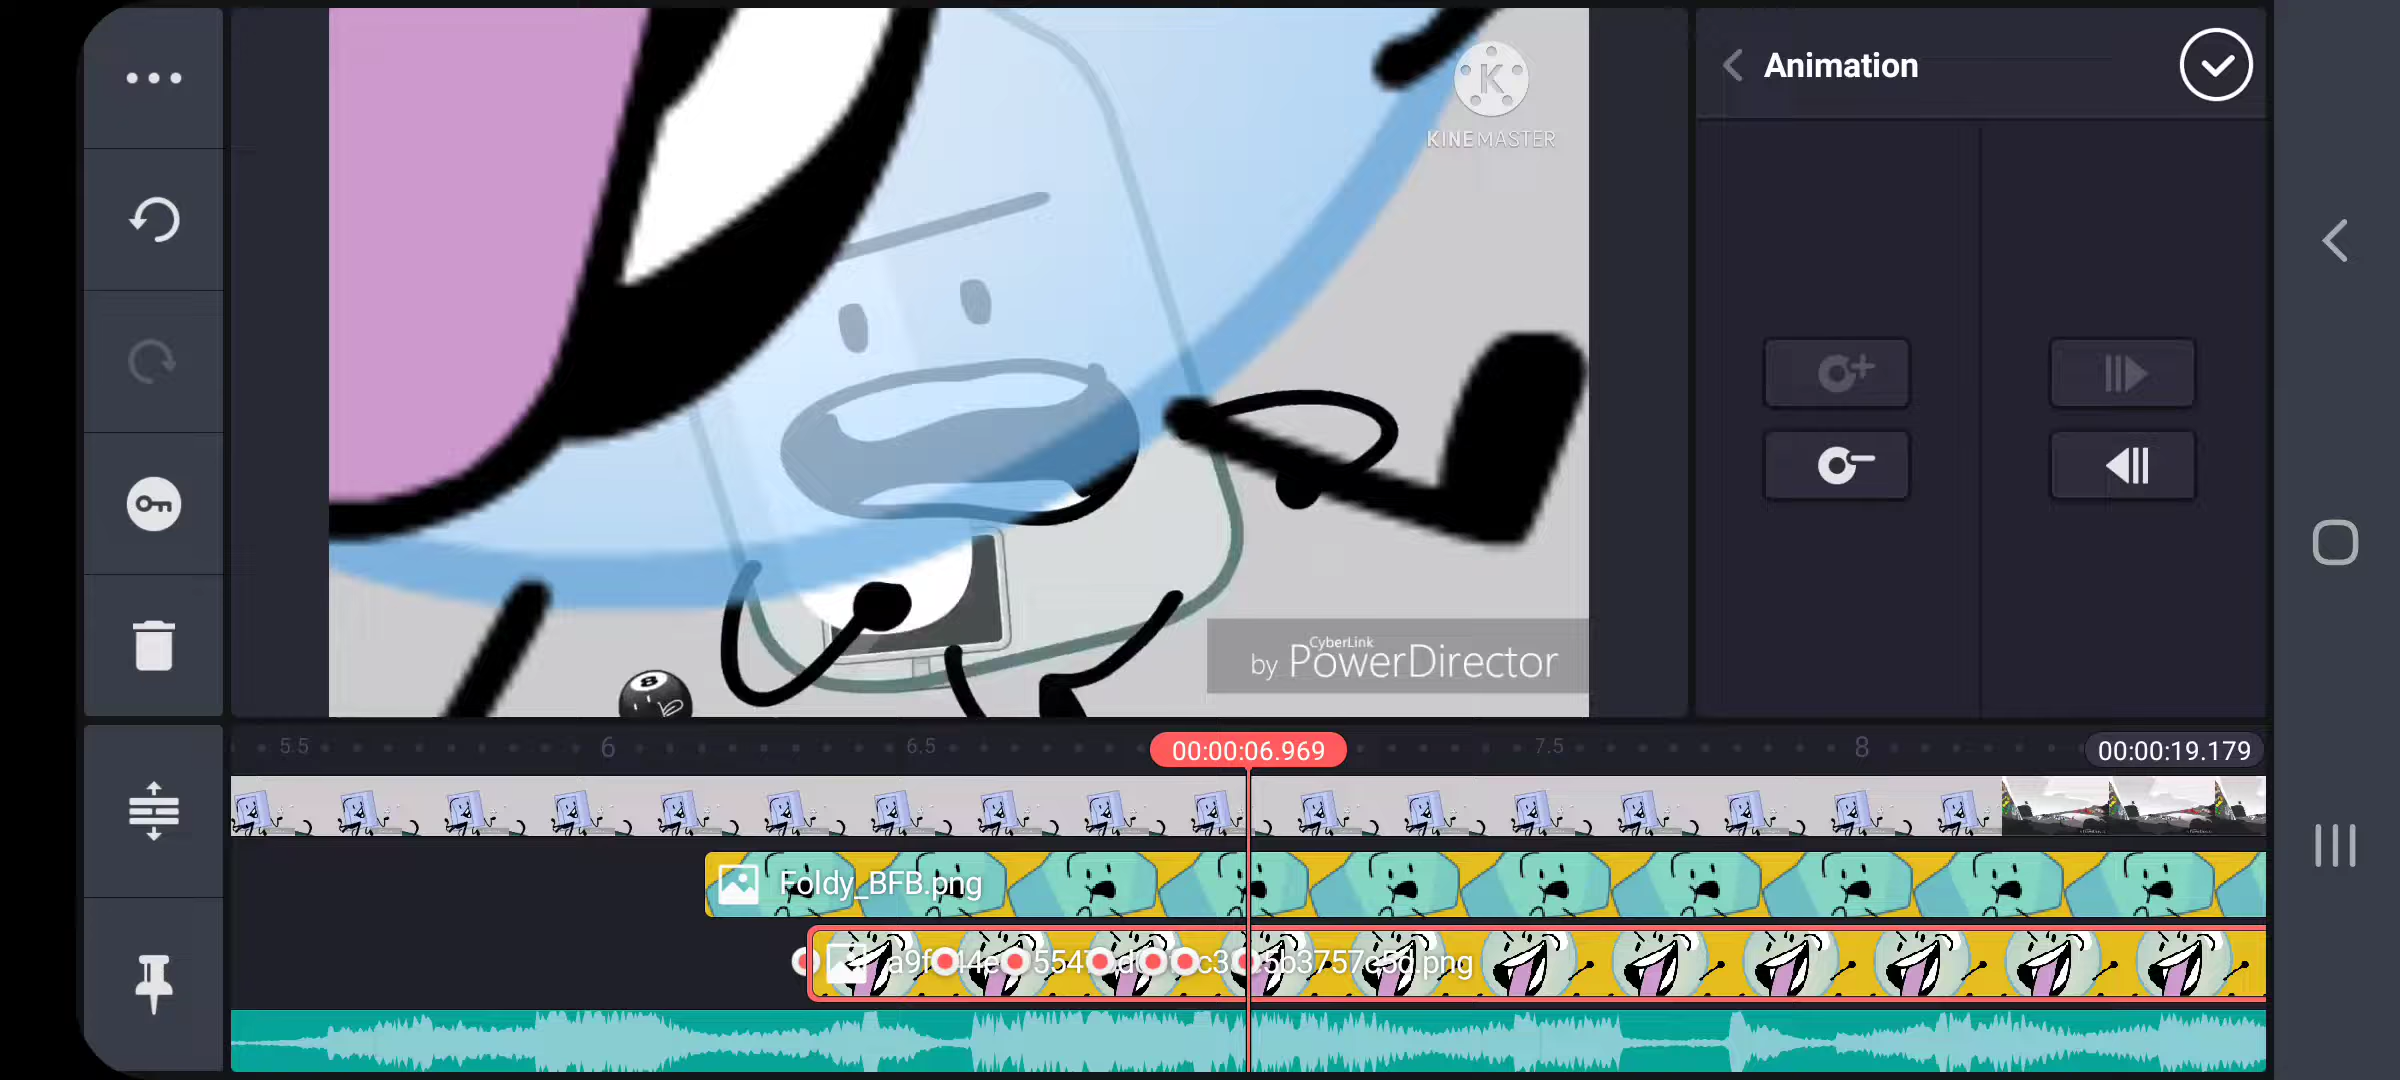 Animation
K
KINEMASTER
8
CyberLink
by PowerDirector
5.5
6
6.5
00:00:06.969
7.5
8
00:00:19.179
Foldy_BFB.png